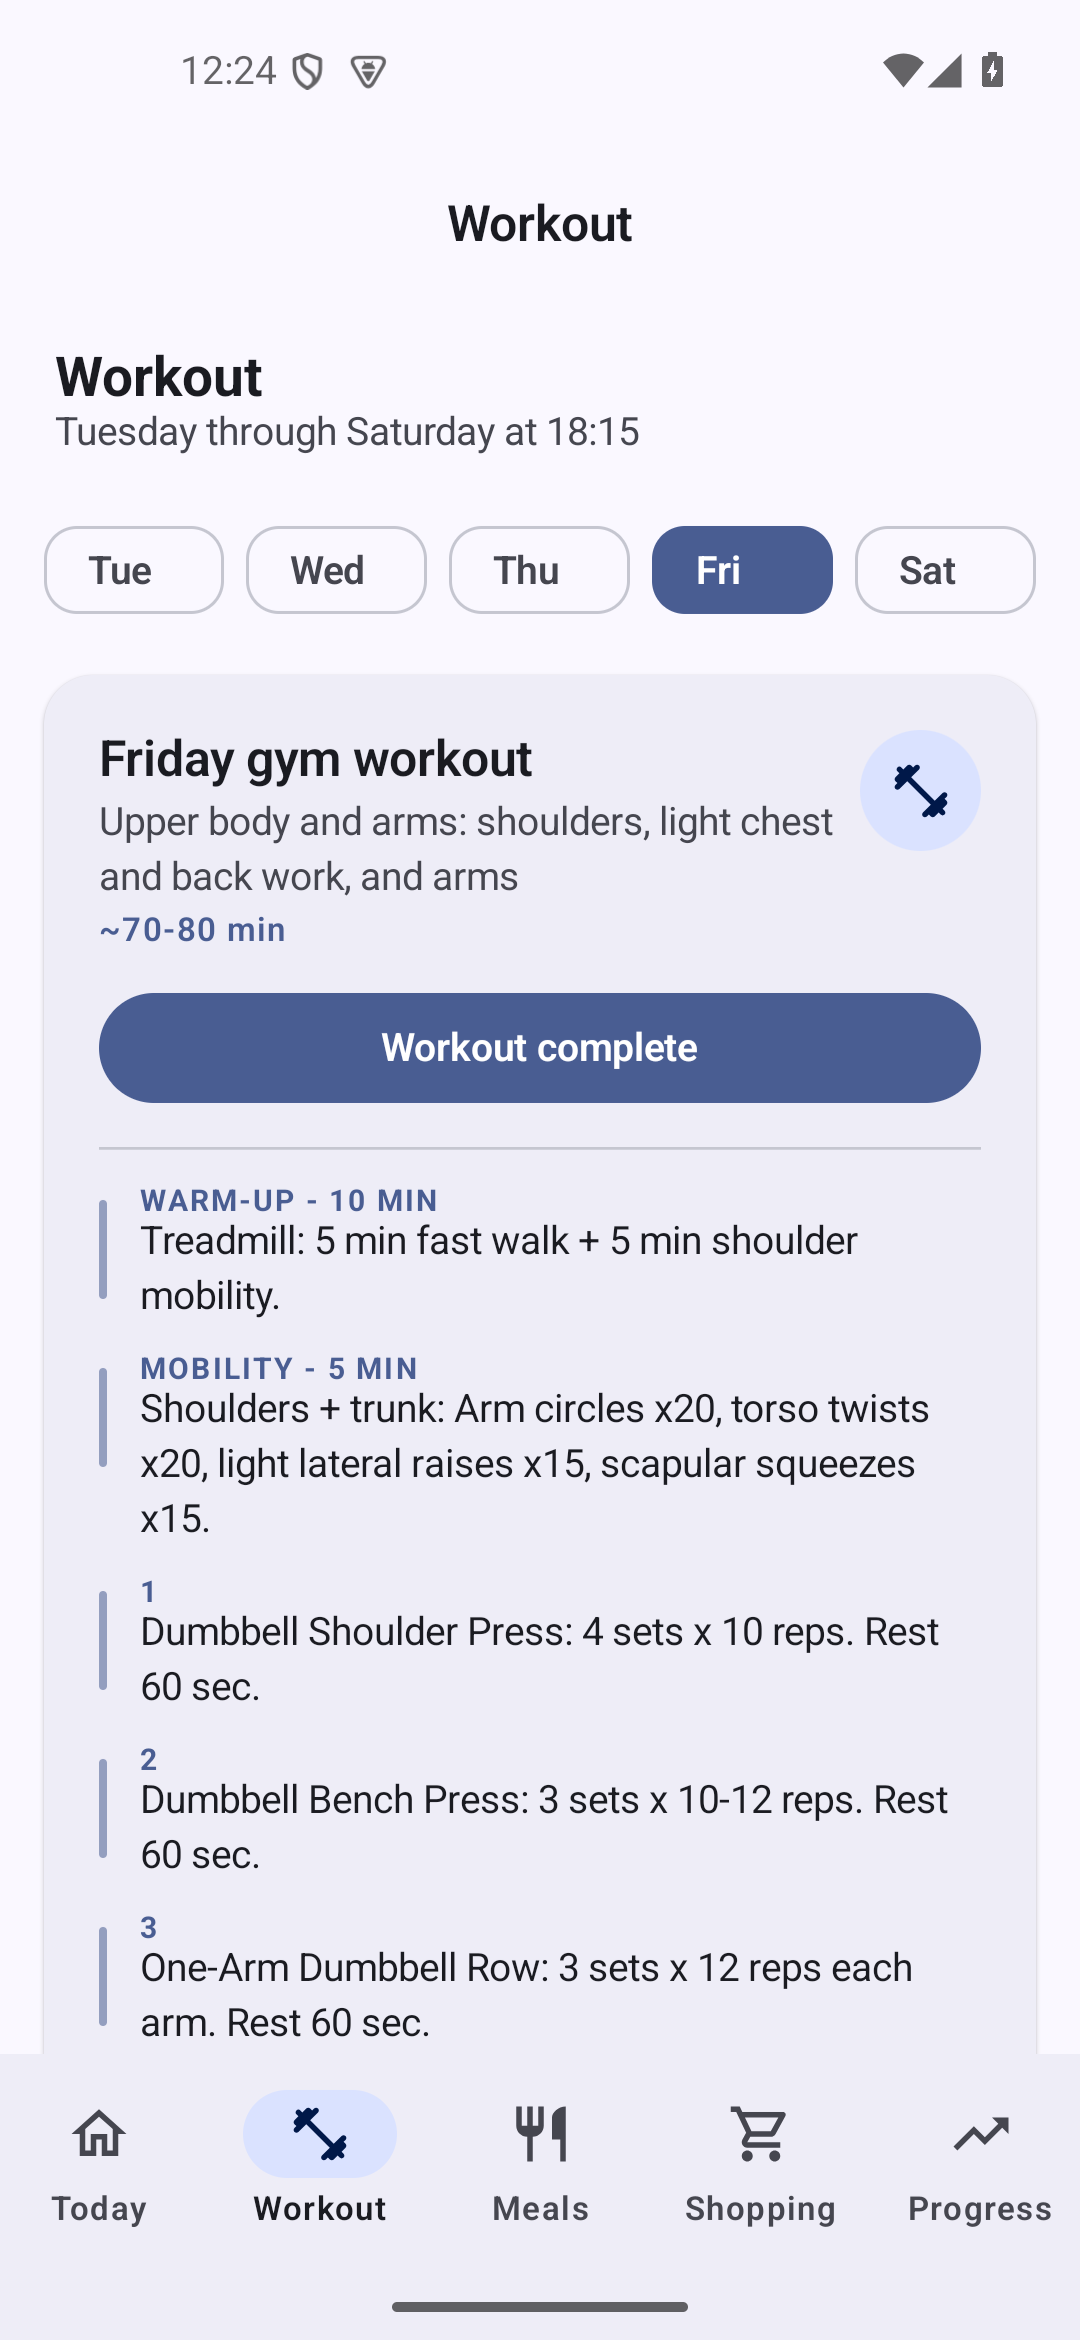 12:24
Workout
Workout
Tuesday through Saturday at 18:15
Tue Wed Thu Fri Sat
Friday gym workout
Upper body and arms: shoulders, light chest
and back work, and arms
~70-80 min
Workout complete
WARM-UP - 10 MIN
Treadmill: 5 min fast walk + 5 min shoulder
mobility.
MOBILITY - 5 MIN
Shoulders + trunk: Arm circles x20, torso twists
x20, light lateral raises x15, scapular squeezes
x15.
1
Dumbbell Shoulder Press: 4 sets x 10 reps. Rest
60 sec.
2
Dumbbell Bench Press: 3 sets x 10-12 reps. Rest
60 sec.
3
One-Arm Dumbbell Row: 3 sets x 12 reps each
arm. Rest 60 sec.
Today Workout Meals Shopping Progress